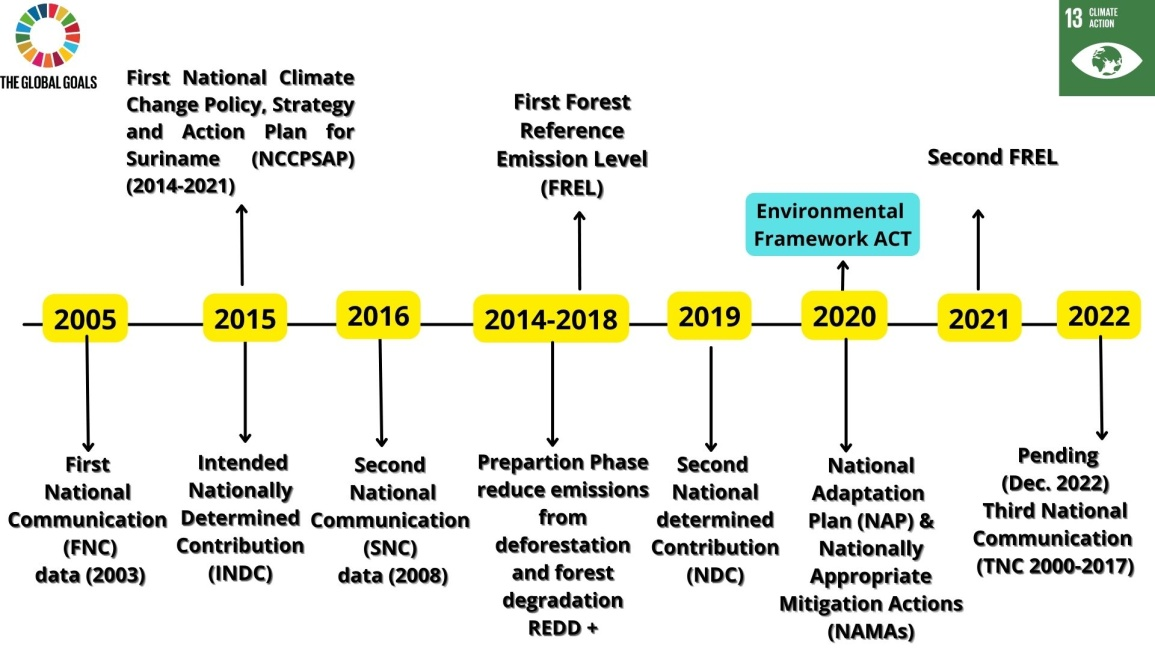 THE GLOBAL GOALS
13 CLIMATE
ACTION
First National Climate
Change Policy, Strategy
and Action Plan for
Suriname (NCCPSAP)
(2014-2021)
First Forest
Reference
Emission Level
(FREL)
Second FREL
Environmental
Framework ACT
2005
2015
2016
2014-2018
2019
2020
2021
2022
First
National
Communication
(FNC)
data (2003)
Intended
Nationally
Determined
Contribution
(INDC)
Second
National
Communication
(SNC)
data (2008)
Prepartion Phase
reduce emissions
from
deforestation
and forest
degradation
REDD +
Second
National
determined
Contribution
(NDC)
National
Adaptation
Plan (NAP) &
Nationally
Appropriate
Mitigation Actions
(NAMAs)
Pending
(Dec. 2022)
Third National
Communication
(TNC 2000-2017)